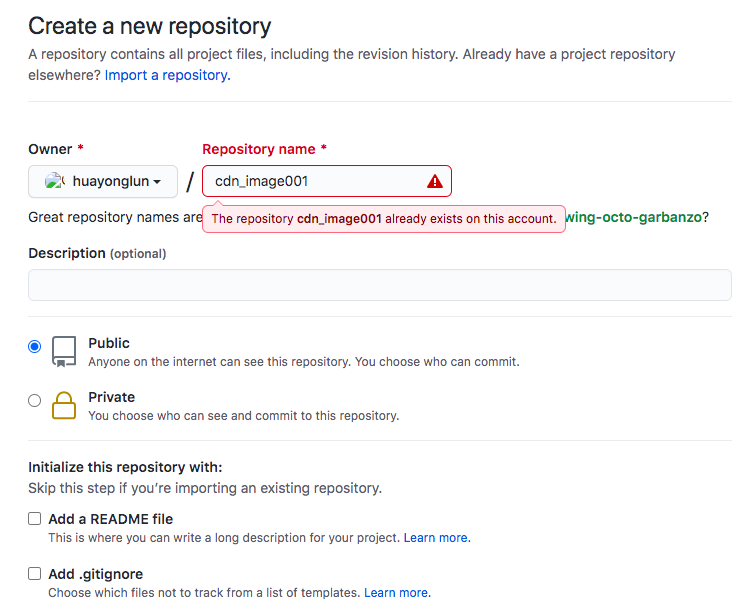 Create a new repository
A repository contains all project files, including the revision history. Already have a project repository
elsewhere? Import a repository.
Owner *
Repository name *
huayonglun
/
cdn_image001
Great repository names are
The repository cdn_image001 already exists on this account.
wing-octo-garbanzo?
Description (optional)
Public
Anyone on the internet can see this repository. You choose who can commit.
Private
You choose who can see and commit to this repository.
Initialize this repository with:
Skip this step if you’re importing an existing repository.
Add a README file
This is where you can write a long description for your project. Learn more.
Add .gitignore
Choose which files not to track from a list of templates. Learn more.